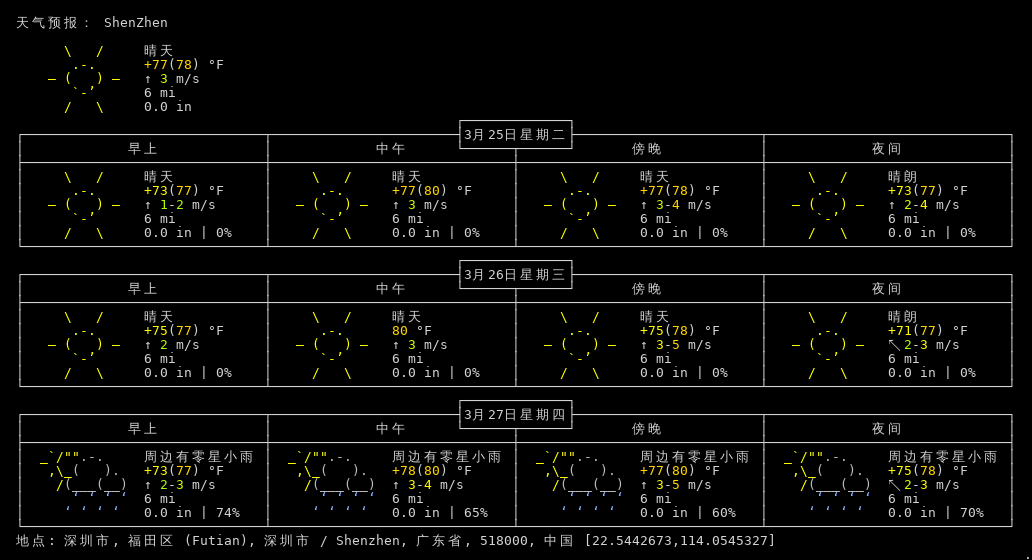 天气预报： ShenZhen
晴天
+77(78) °F
↑ 3 m/s
6 mi
0.0 in
3月25日星期二
早上 中午 傍晚 夜间
晴天 晴天 晴天 晴朗
+73(77) °F +77(80) °F +77(78) °F +73(77) °F
↑ 1-2 m/s ↑ 3 m/s ↑ 3-4 m/s ↑ 2-4 m/s
6 mi 6 mi 6 mi 6 mi
0.0 in | 0% 0.0 in | 0% 0.0 in | 0% 0.0 in | 0%
3月26日星期三
早上 中午 傍晚 夜间
晴天 晴天 晴天 晴朗
+75(77) °F 80 °F +75(78) °F +71(77) °F
↑ 2 m/s ↑ 3 m/s ↑ 3-5 m/s ↖ 2-3 m/s
6 mi 6 mi 6 mi 6 mi
0.0 in | 0% 0.0 in | 0% 0.0 in | 0% 0.0 in | 0%
3月27日星期四
早上 中午 傍晚 夜间
周边有零星小雨 周边有零星小雨 周边有零星小雨 周边有零星小雨
+73(77) °F +78(80) °F +77(80) °F +75(78) °F
↑ 2-3 m/s ↑ 3-4 m/s ↑ 3-5 m/s ↖ 2-3 m/s
6 mi 6 mi 6 mi 6 mi
0.0 in | 74% 0.0 in | 65% 0.0 in | 60% 0.0 in | 70%
地点: 深圳市, 福田区 (Futian), 深圳市 / Shenzhen, 广东省, 518000, 中国 [22.5442673,114.0545327]